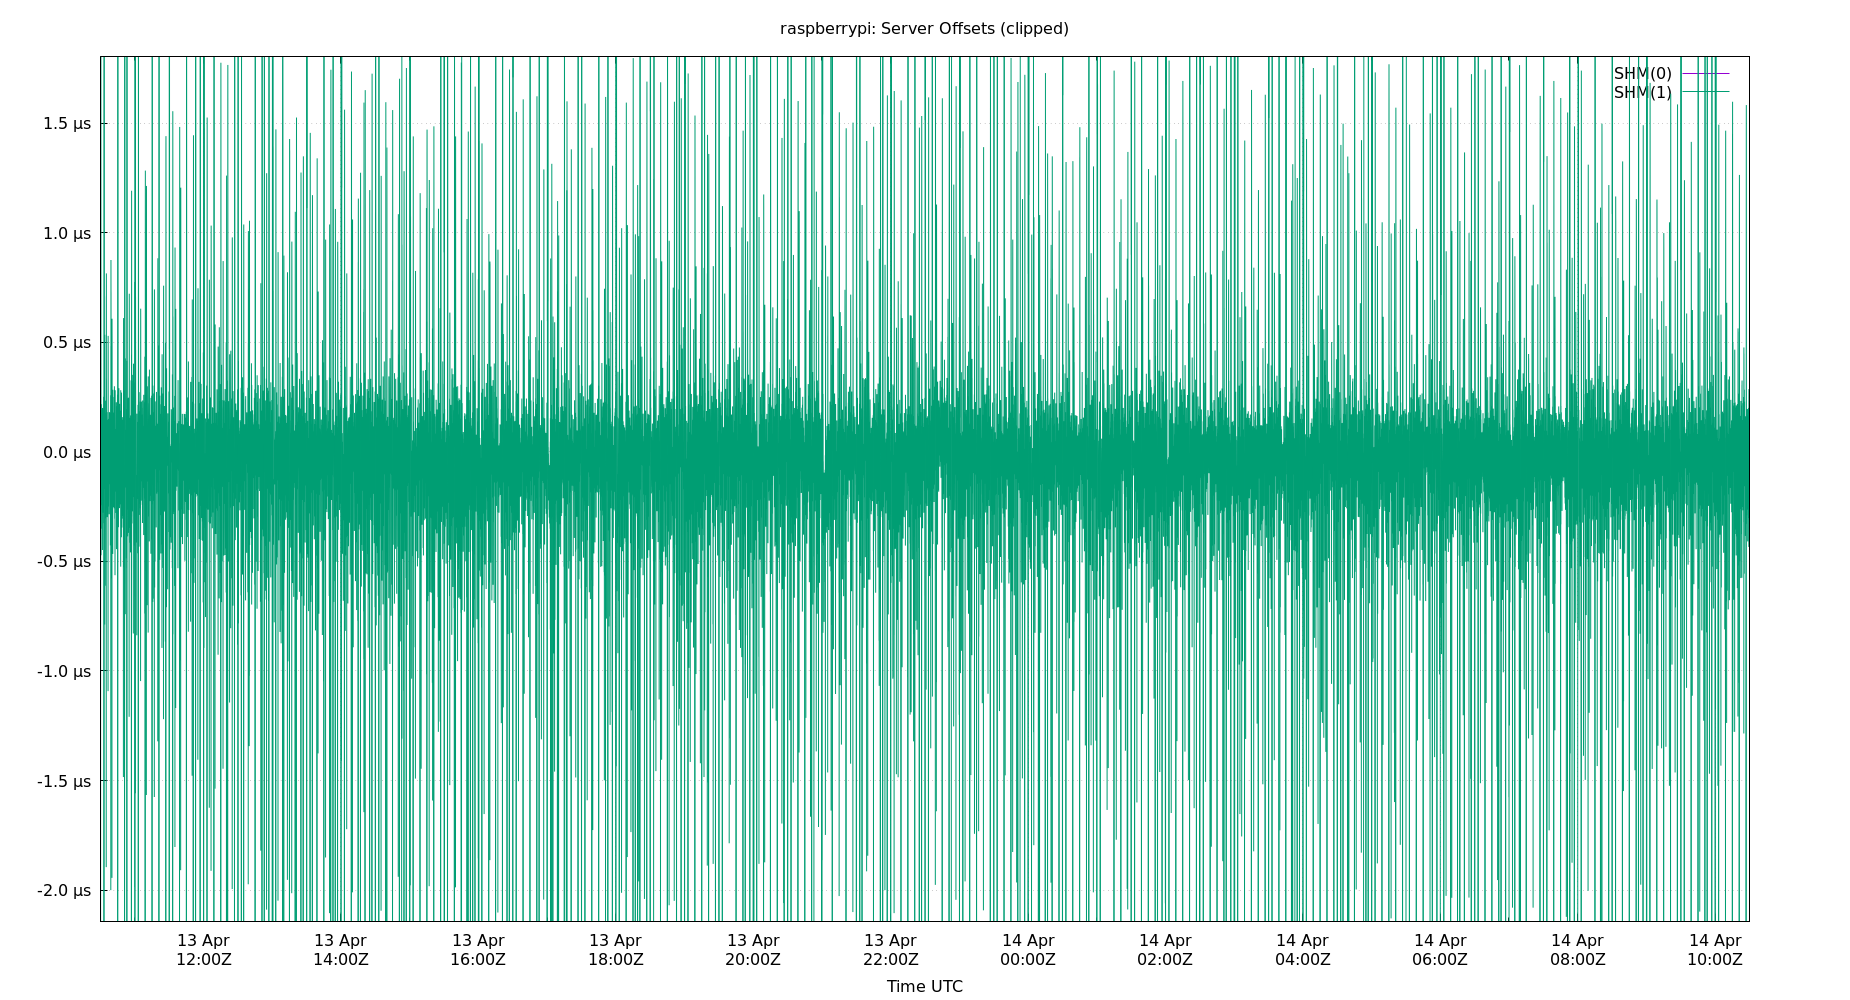 raspberrypi: Server Offsets (clipped)
SHM(0)
SHM(1)
1.5 µs
1.0 µs
0.5 µs
0.0 µs
-0.5 µs
-1.0 µs
-1.5 µs
-2.0 µs
13 Apr 13 Apr 13 Apr 13 Apr 13 Apr 13 Apr 14 Apr 14 Apr 14 Apr 14 Apr 14 Apr 14 Apr
12:00Z 14:00Z 16:00Z 18:00Z 20:00Z 22:00Z 00:00Z 02:00Z 04:00Z 06:00Z 08:00Z 10:00Z
Time UTC